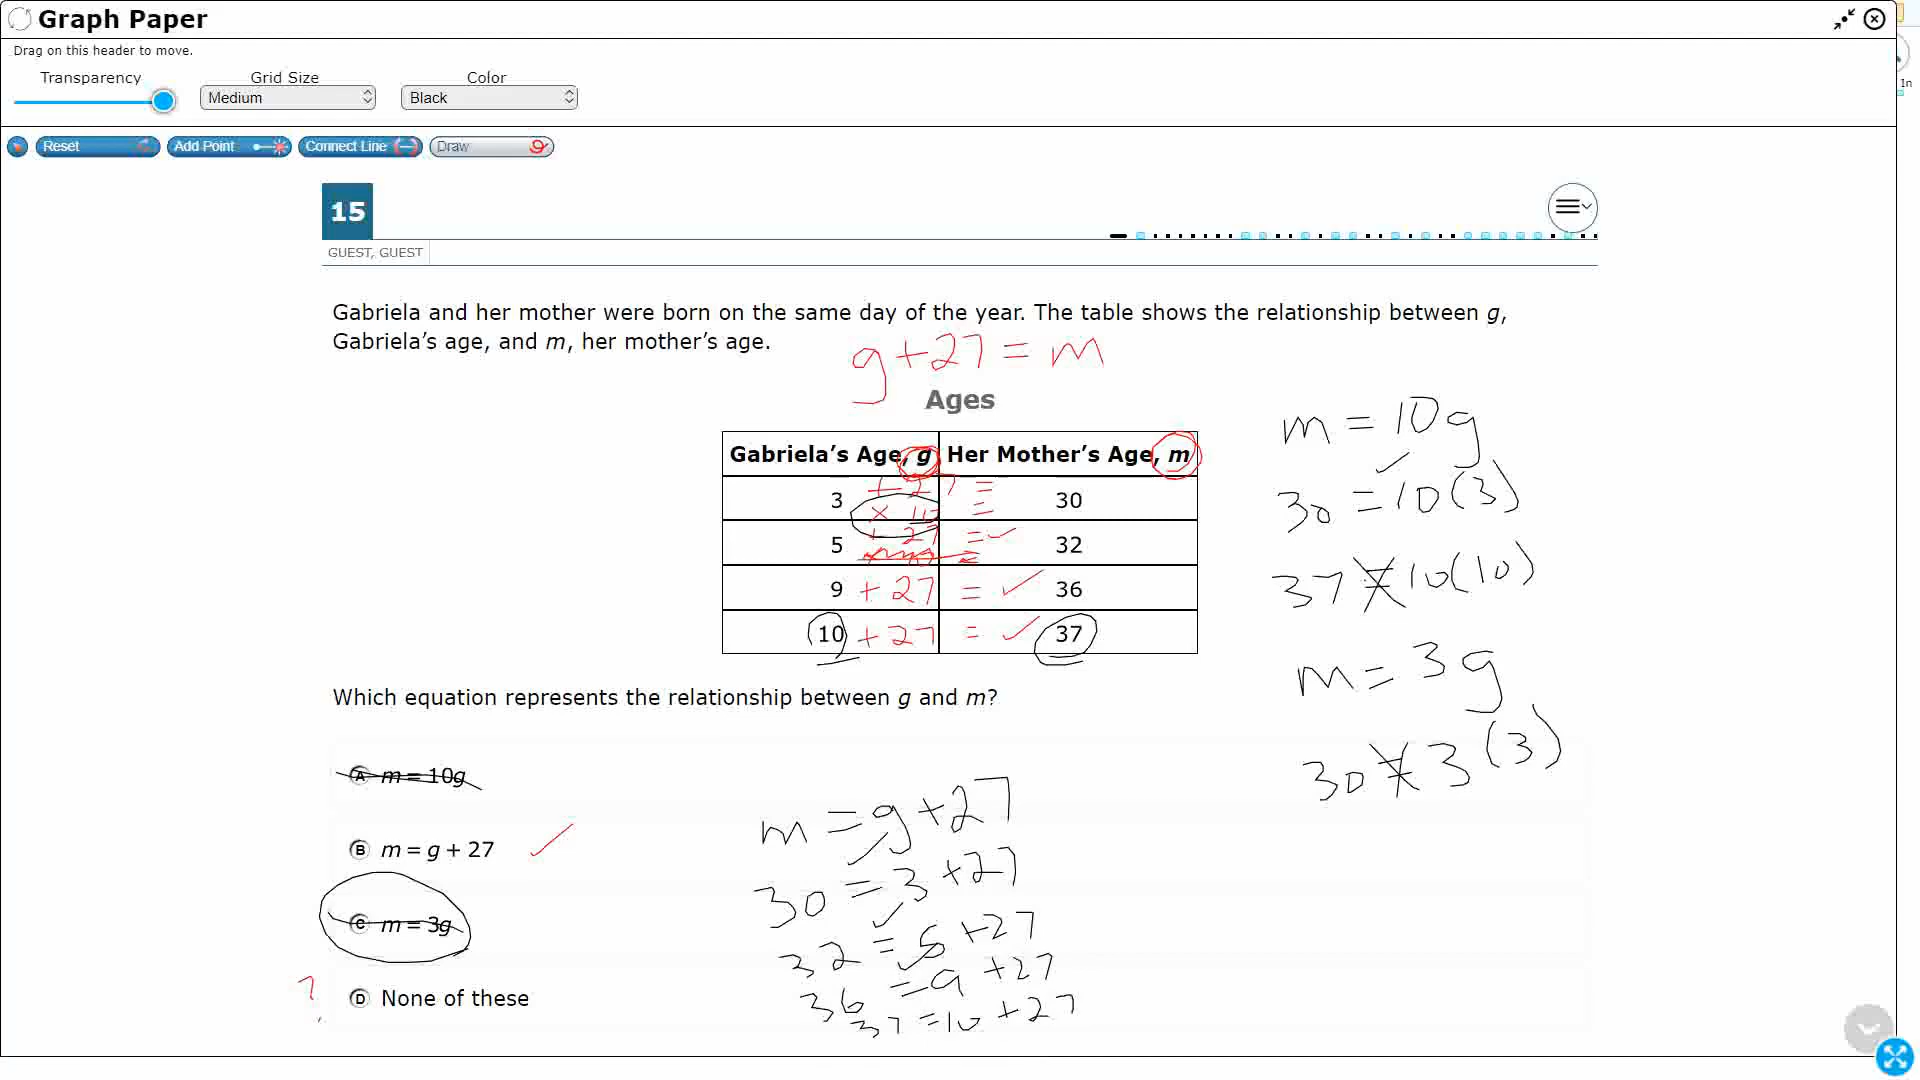 Graph Paper
Drag on this header to move.
Transparency Grid Size Color
Medium Black
In
Reset Add Point Connect Line Draw
15
GUEST, GUEST
Gabriela and her mother were born on the same day of the year. The table shows the relationship between g,
Gabriela’s age, and m, her mother’s age.
g + 27 = m
Ages
Gabriela’s Age, g Her Mother’s Age, m
3 + 27 = 30
× 10 =
5 + 27 = ✓ 32
9 + 27 = ✓ 36
10 + 27 = ✓ 37
m = 10g
30 = 10(3)
37 ≠ 10(10)
m = 3g
30 ≠ 3(3)
Which equation represents the relationship between g and m?
A m = 10g
B m = g + 27 ✓
C m = 3g
? D None of these
m = g + 27
30 = 3 + 27
32 = 5 + 27
36 = 9 + 27
37 = 10 + 27